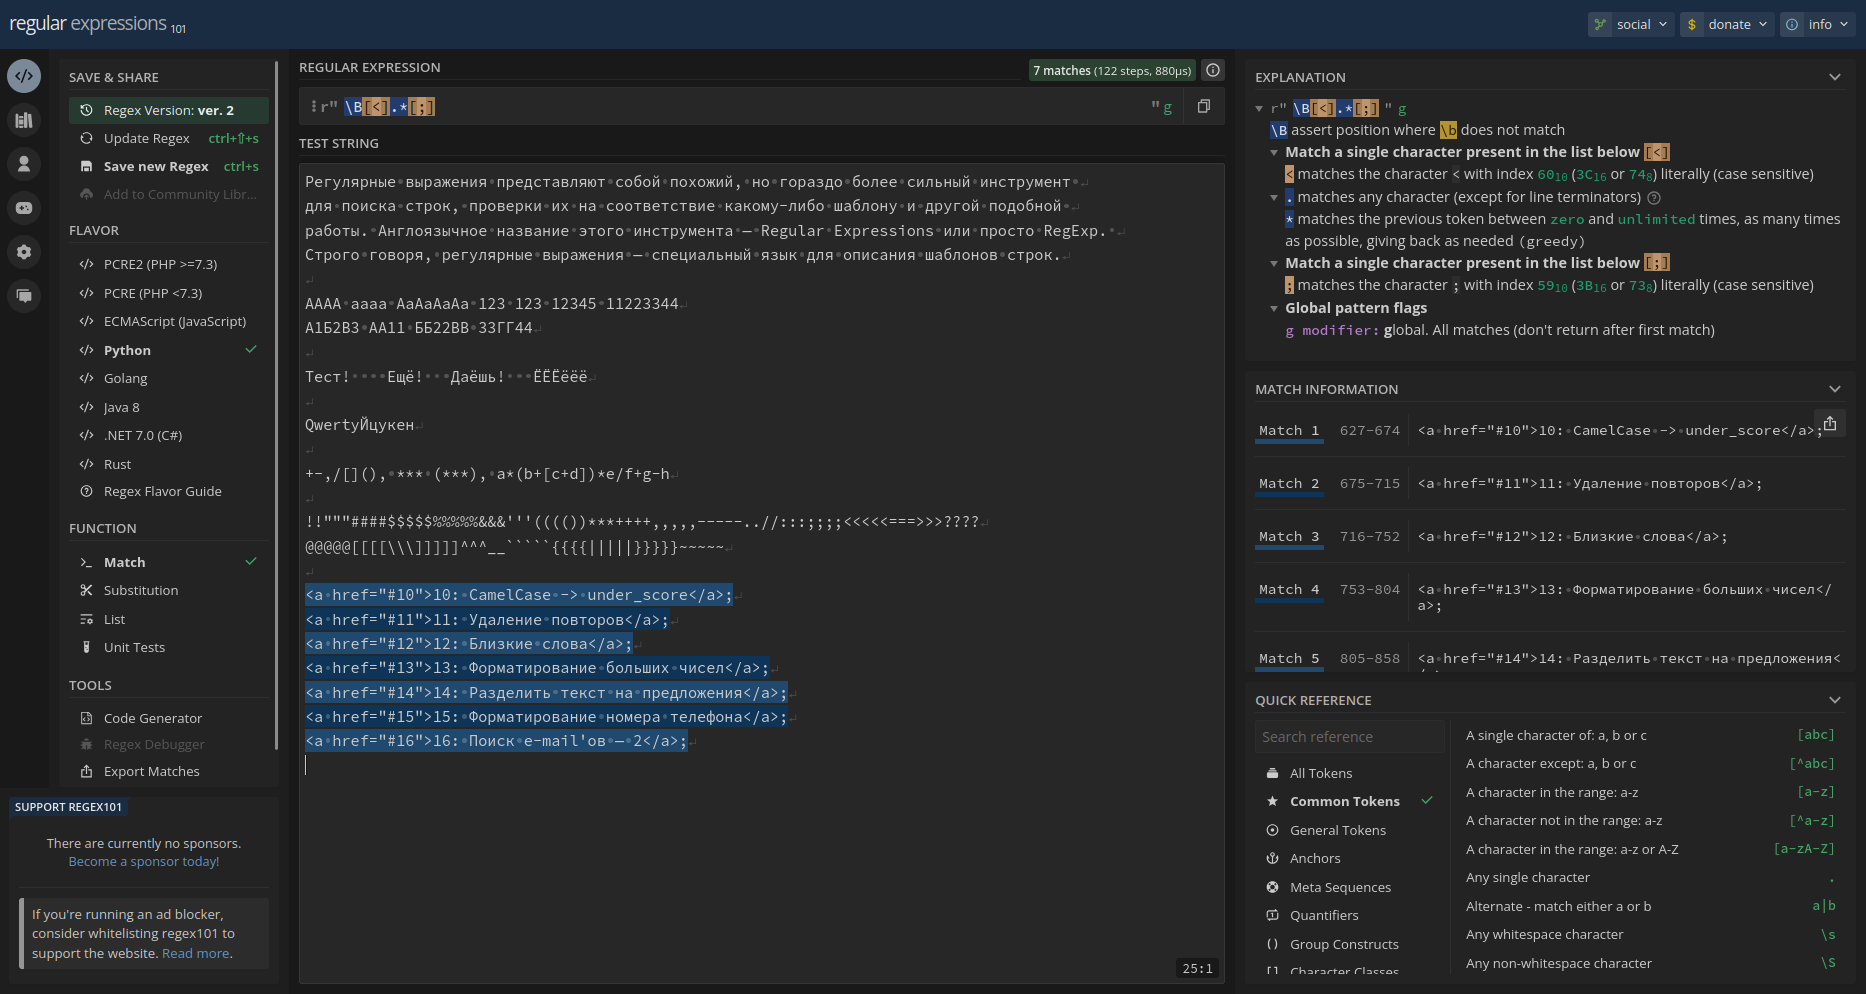 regular expressions 101
social
donate
info
SAVE & SHARE
Regex Version: ver. 2
Update Regex ctrl+⇧+s
Save new Regex ctrl+s
Add to Community Libr...
FLAVOR
PCRE2 (PHP >=7.3)
PCRE (PHP <7.3)
ECMAScript (JavaScript)
Python
Golang
Java 8
.NET 7.0 (C#)
Rust
Regex Flavor Guide
FUNCTION
Match
Substitution
List
Unit Tests
TOOLS
Code Generator
Regex Debugger
Export Matches
SUPPORT REGEX101
There are currently no sponsors.
Become a sponsor today!
If you're running an ad blocker,
consider whitelisting regex101 to
support the website. Read more.
REGULAR EXPRESSION
7 matches (122 steps, 880μs)
r" \B[<].*[;] " g
TEST STRING
Регулярные выражения представляют собой похожий, но гораздо более сильный инструмент
для поиска строк, проверки их на соответствие какому-либо шаблону и другой подобной
работы. Англоязычное название этого инструмента — Regular Expressions или просто RegExp.
Строго говоря, регулярные выражения — специальный язык для описания шаблонов строк.
АААА аааа АаАаАаАа 123 123 12345 11223344
А1Б2В3 АА11 ББ22ВВ 33ГГ44
Тест!    Ещё!   Даёшь!   ЁЁЁёёё
QwertyЙцукен
+-,/[](), *** (***), a*(b+[c+d])*e/f+g-h
!!"""####$$$$$%%%%%&&&'''(((())***++++,,,,,-----..//:::;;;;<<<<<===>>>????
@@@@@[[[[\\\]]]]]^^^__`````{{{{|||||}}}}}~~~~~
<a href="#10">10: CamelCase -> under_score</a>;
<a href="#11">11: Удаление повторов</a>;
<a href="#12">12: Близкие слова</a>;
<a href="#13">13: Форматирование больших чисел</a>;
<a href="#14">14: Разделить текст на предложения</a>;
<a href="#15">15: Форматирование номера телефона</a>;
<a href="#16">16: Поиск e-mail'ов — 2</a>;
25:1
EXPLANATION
r" \B[<].*[;] " g
\B assert position where \b does not match
Match a single character present in the list below [<]
< matches the character < with index 60₁₀ (3C₁₆ or 74₈) literally (case sensitive)
. matches any character (except for line terminators)
* matches the previous token between zero and unlimited times, as many times
as possible, giving back as needed (greedy)
Match a single character present in the list below [;]
; matches the character ; with index 59₁₀ (3B₁₆ or 73₈) literally (case sensitive)
Global pattern flags
g modifier: global. All matches (don't return after first match)
MATCH INFORMATION
Match 1 627-674 <a href="#10">10: CamelCase -> under_score</a>;
Match 2 675-715 <a href="#11">11: Удаление повторов</a>;
Match 3 716-752 <a href="#12">12: Близкие слова</a>;
Match 4 753-804 <a href="#13">13: Форматирование больших чисел</
a>;
Match 5 805-858 <a href="#14">14: Разделить текст на предложения<
QUICK REFERENCE
Search reference
All Tokens
Common Tokens
General Tokens
Anchors
Meta Sequences
Quantifiers
Group Constructs
Character Classes
A single character of: a, b or c [abc]
A character except: a, b or c [^abc]
A character in the range: a-z [a-z]
A character not in the range: a-z [^a-z]
A character in the range: a-z or A-Z [a-zA-Z]
Any single character .
Alternate - match either a or b a|b
Any whitespace character \s
Any non-whitespace character \S